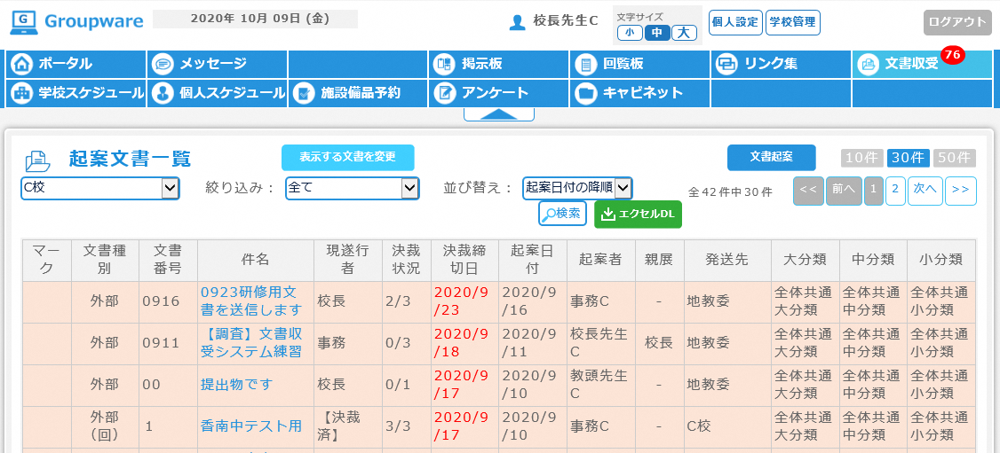 G Groupware
2020年 10月 09日 (金)
校長先生C
文字サイズ
小 中 大
個人設定 学校管理
ログアウト
ポータル メッセージ 掲示板 回覧板 リンク集 文書収受 76
学校スケジュール 個人スケジュール 施設備品予約 アンケート キャビネット
起案文書一覧 表示する文書を変更 文書起案 10件 30件 50件
C校 絞り込み： 全て 並び替え： 起案日付の降順 全42件中30件 << 前へ 1 2 次へ >>
検索 エクセルDL
マーク 文書種別 文書番号 件名 現遂行者 決裁状況 決裁締切日 起案日付 起案者 親展 発送先 大分類 中分類 小分類
外部 0916 0923研修用文書を送信します 校長 2/3 2020/9/23 2020/9/16 事務C - 地教委 全体共通大分類 全体共通中分類 全体共通小分類
外部 0911 【調査】文書収受システム練習 事務 0/3 2020/9/18 2020/9/11 校長先生C 校長 地教委 全体共通大分類 全体共通中分類 全体共通小分類
外部 00 提出物です 校長 0/1 2020/9/17 2020/9/10 教頭先生C - 地教委 全体共通大分類 全体共通中分類 全体共通小分類
外部（回） 1 香南中テスト用 【決裁済】 3/3 2020/9/17 2020/9/10 事務C - C校 全体共通大分類 全体共通中分類 全体共通小分類